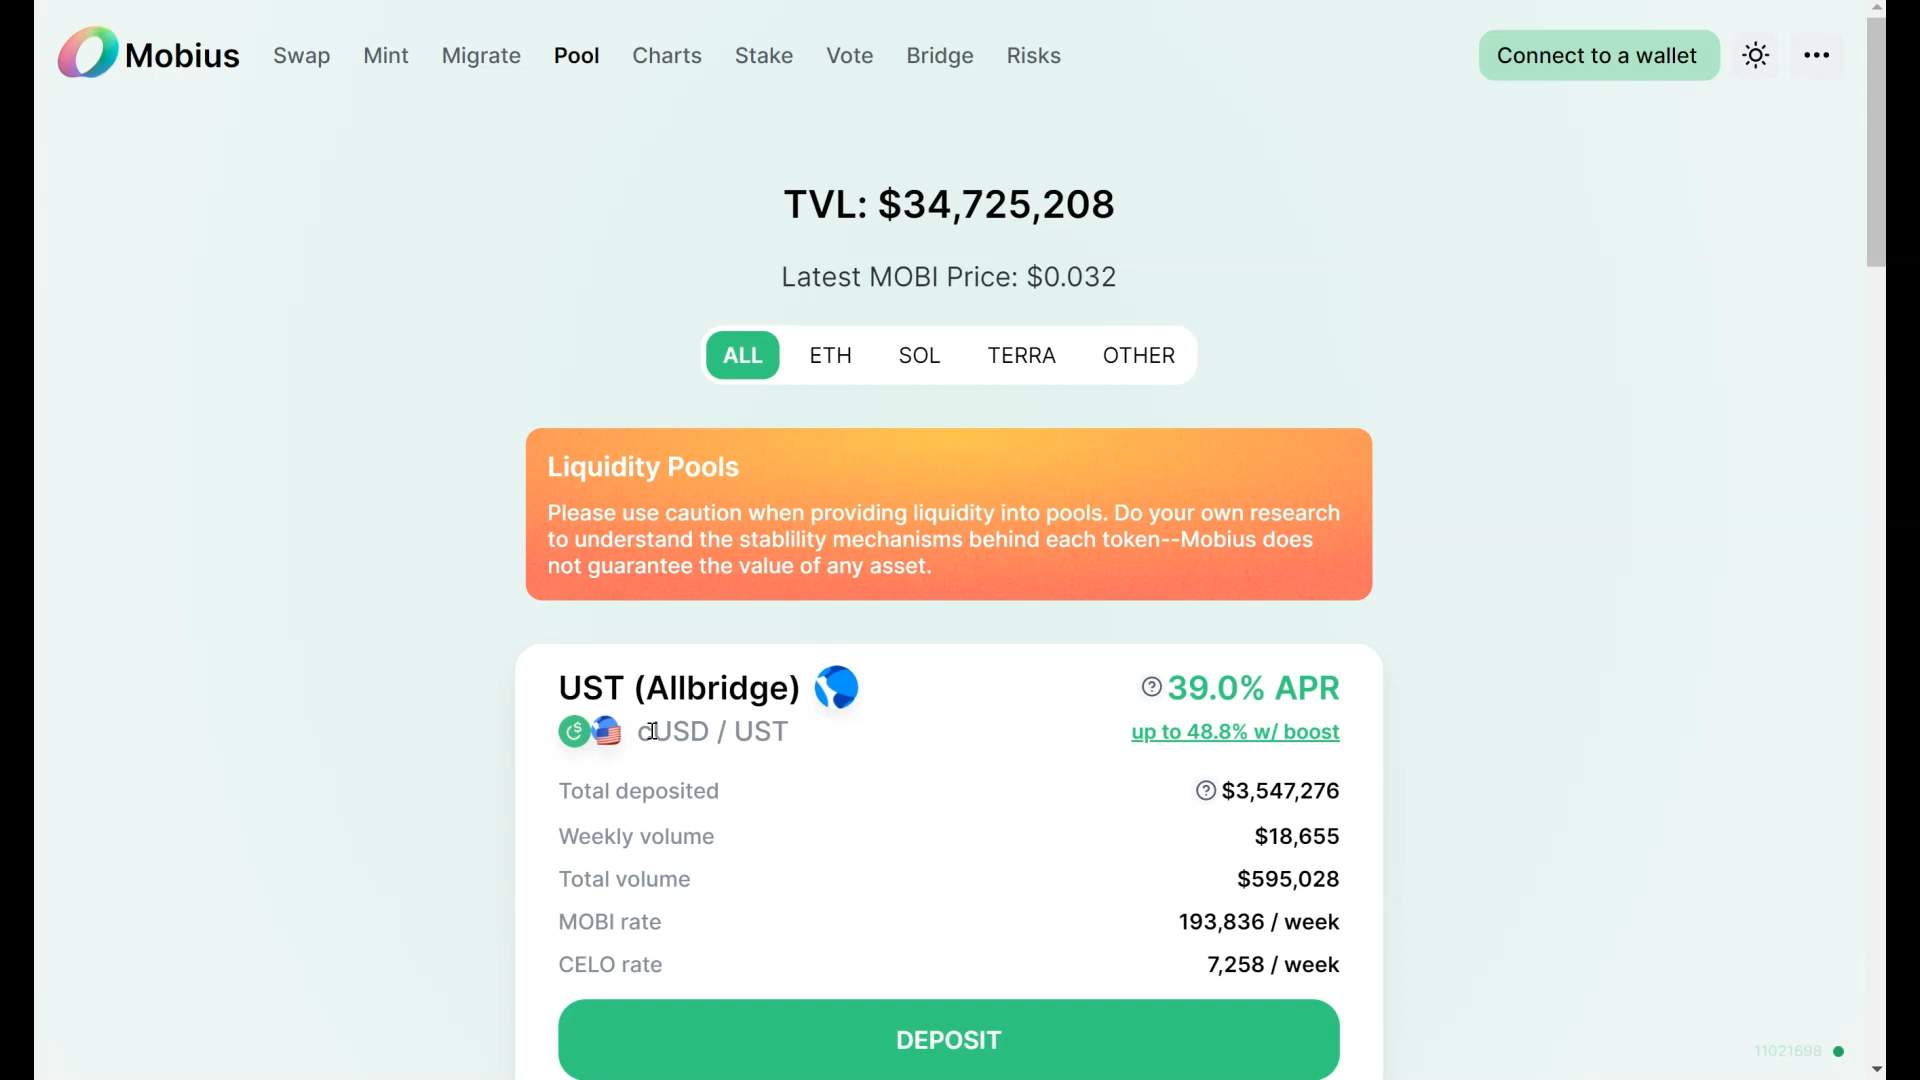 Mobius Swap Mint Migrate Pool Charts Stake Vote Bridge Risks Connect to a wallet
TVL: $34,725,208
Latest MOBI Price: $0.032
ALL ETH SOL TERRA OTHER
Liquidity Pools
Please use caution when providing liquidity into pools. Do your own research
to understand the stablility mechanisms behind each token--Mobius does
not guarantee the value of any asset.
UST (Allbridge) 39.0% APR
cUSD / UST up to 48.8% w/ boost
Total deposited $3,547,276
Weekly volume $18,655
Total volume $595,028
MOBI rate 193,836 / week
CELO rate 7,258 / week
DEPOSIT
11021698